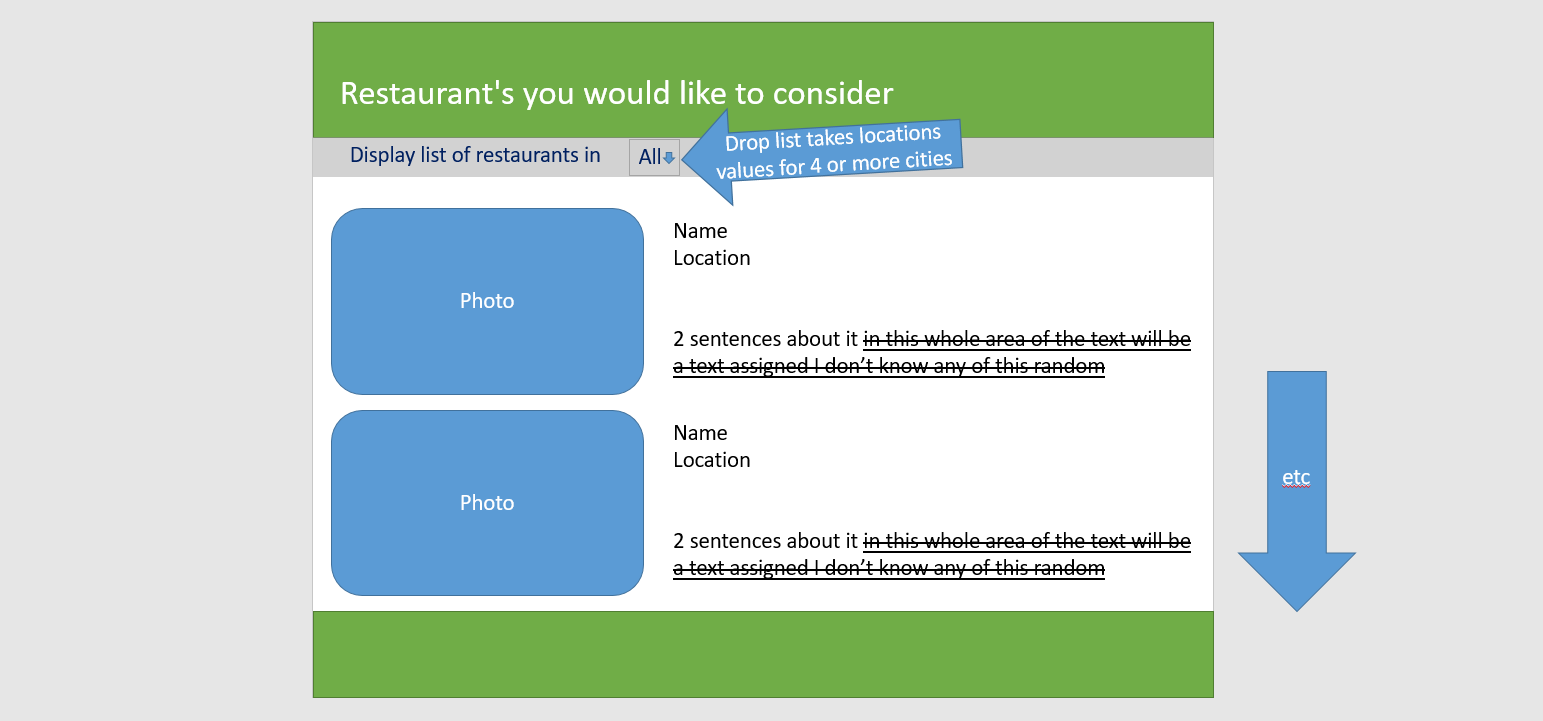 Restaurant's you would like to consider
Display list of restaurants in
All
Drop list takes locations
values for 4 or more cities
Photo
Name
Location
2 sentences about it in this whole area of the text will be
a text assigned I don’t know any of this random
Photo
Name
Location
2 sentences about it in this whole area of the text will be
a text assigned I don’t know any of this random
etc